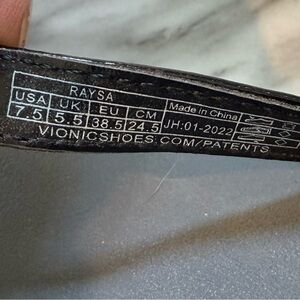 RAYSA
USA UK EU CM Made in China
7.5 5.5 38.5 24.5 JH:01-2022
VIONICSHOES.COM/PATENTS